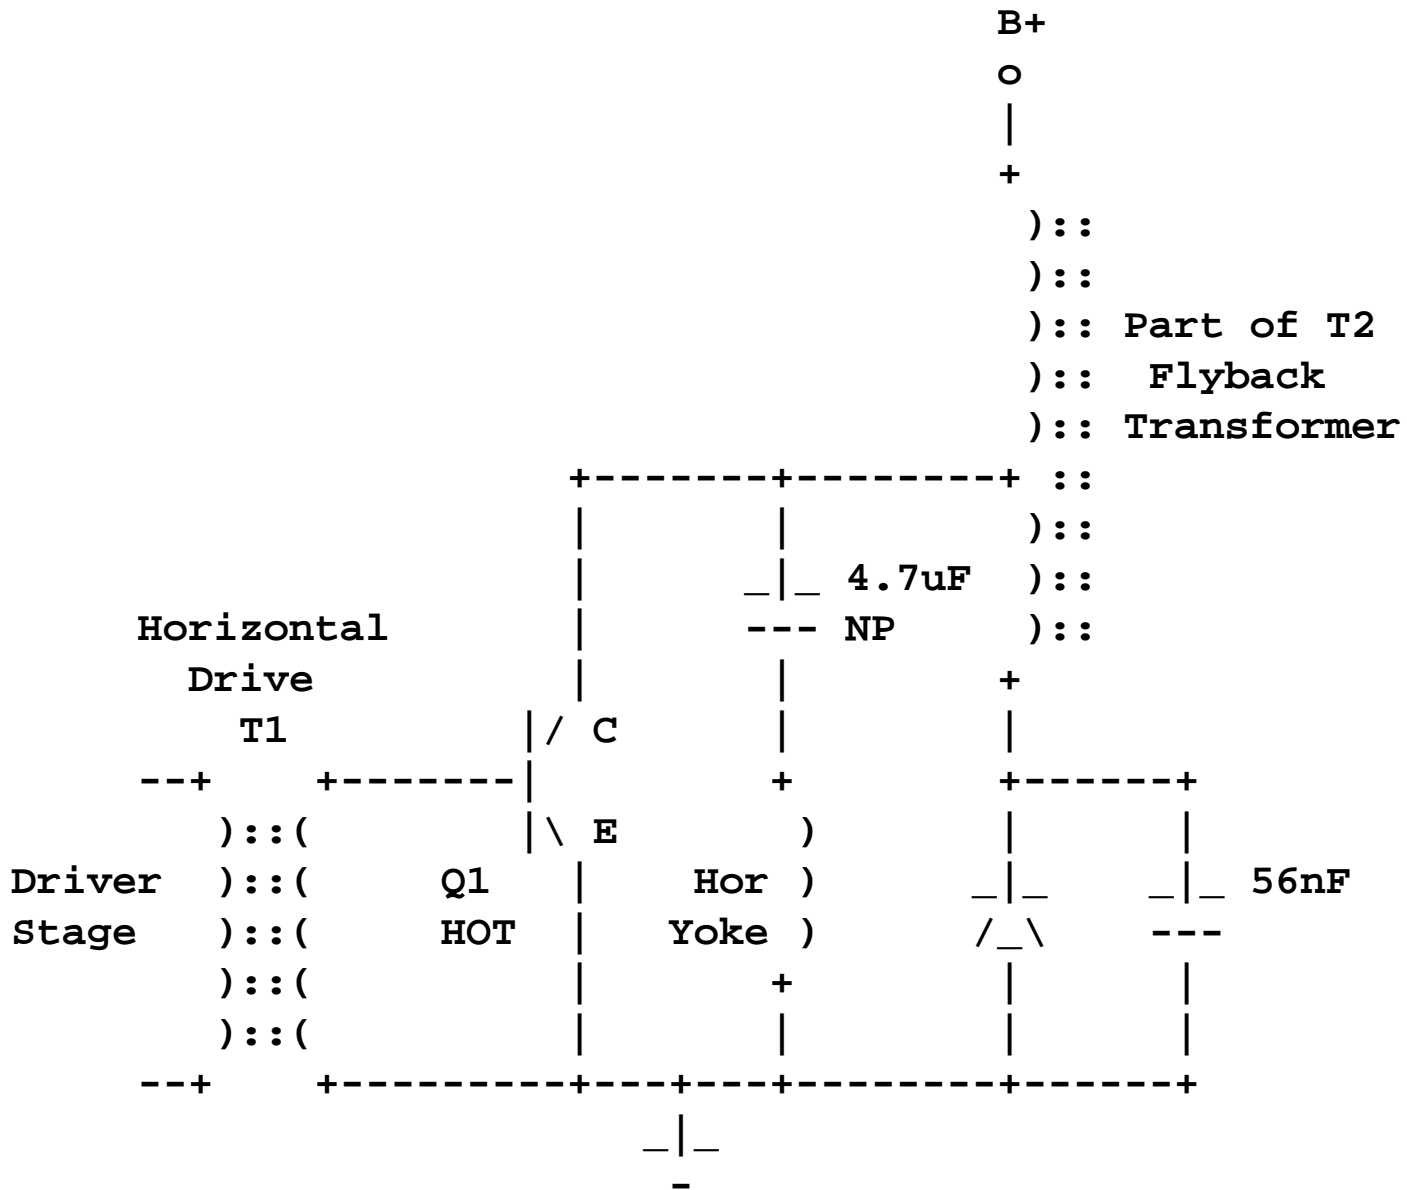 B+
o
|
+
)::
)::
):: Part of T2
)::  Flyback
):: Transformer
+-------+--------+ ::
|       |         )::
|      _|_ 4.7uF  )::
Horizontal       |      --- NP     )::
Drive          |       |        +
T1         |/ C      |        |
--+    +-------|         +        +------+
)::(        |\ E       )       |      |
Driver  )::(     Q1   |    Hor )      _|_    _|_ 56nF
Stage   )::(     HOT  |   Yoke )      /_\    ---
)::(          |       +        |      |
)::(          |       |        |      |
--+    +---------+---+---+--------+------+
_|_
-